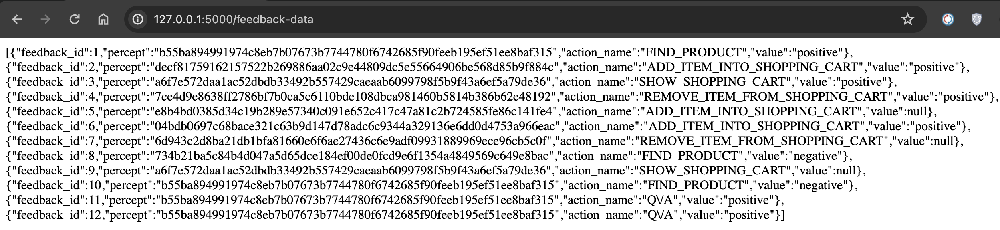 127.0.0.1:5000/feedback-data
[{"feedback_id":1,"percept":"b55ba894991974c8eb7b07673b7744780f6742685f90feeb195ef51ee8baf315","action_name":"FIND_PRODUCT","value":"positive"},
{"feedback_id":2,"percept":"decf81759162157522b269886aa02c9e44809dc5e55664906be568d85b9f884c","action_name":"ADD_ITEM_INTO_SHOPPING_CART","value":"positive"},
{"feedback_id":3,"percept":"a6f7e572daa1ac52dbdb33492b557429caeaab6099798f5b9f43a6ef5a79de36","action_name":"SHOW_SHOPPING_CART","value":"positive"},
{"feedback_id":4,"percept":"7ce4d9e8638ff2786bf7b0ca5c6110bde108dbca981460b5814b386b62e48192","action_name":"REMOVE_ITEM_FROM_SHOPPING_CART","value":"positive"},
{"feedback_id":5,"percept":"e8b4bd0385d34c19b289e57340c091e652c417c47a81c2b724585fe86c141fe4","action_name":"ADD_ITEM_INTO_SHOPPING_CART","value":null},
{"feedback_id":6,"percept":"04bdb0697c68bace321c63b9d147d78adc6c9344a329136e6dd0d4753a966eac","action_name":"ADD_ITEM_INTO_SHOPPING_CART","value":"positive"},
{"feedback_id":7,"percept":"6d943c2d8ba21db1bfa81660e6f6ae27436c6e9adf09931889969ece96cb5c0f","action_name":"REMOVE_ITEM_FROM_SHOPPING_CART","value":null},
{"feedback_id":8,"percept":"734b21ba5c84b4d047a5d65dce184ef00de0fcd9e6f1354a4849569c649e8bac","action_name":"FIND_PRODUCT","value":"negative"},
{"feedback_id":9,"percept":"a6f7e572daa1ac52dbdb33492b557429caeaab6099798f5b9f43a6ef5a79de36","action_name":"SHOW_SHOPPING_CART","value":null},
{"feedback_id":10,"percept":"b55ba894991974c8eb7b07673b7744780f6742685f90feeb195ef51ee8baf315","action_name":"FIND_PRODUCT","value":"negative"},
{"feedback_id":11,"percept":"b55ba894991974c8eb7b07673b7744780f6742685f90feeb195ef51ee8baf315","action_name":"Q\/A","value":"positive"},
{"feedback_id":12,"percept":"b55ba894991974c8eb7b07673b7744780f6742685f90feeb195ef51ee8baf315","action_name":"Q\/A","value":"positive"}]